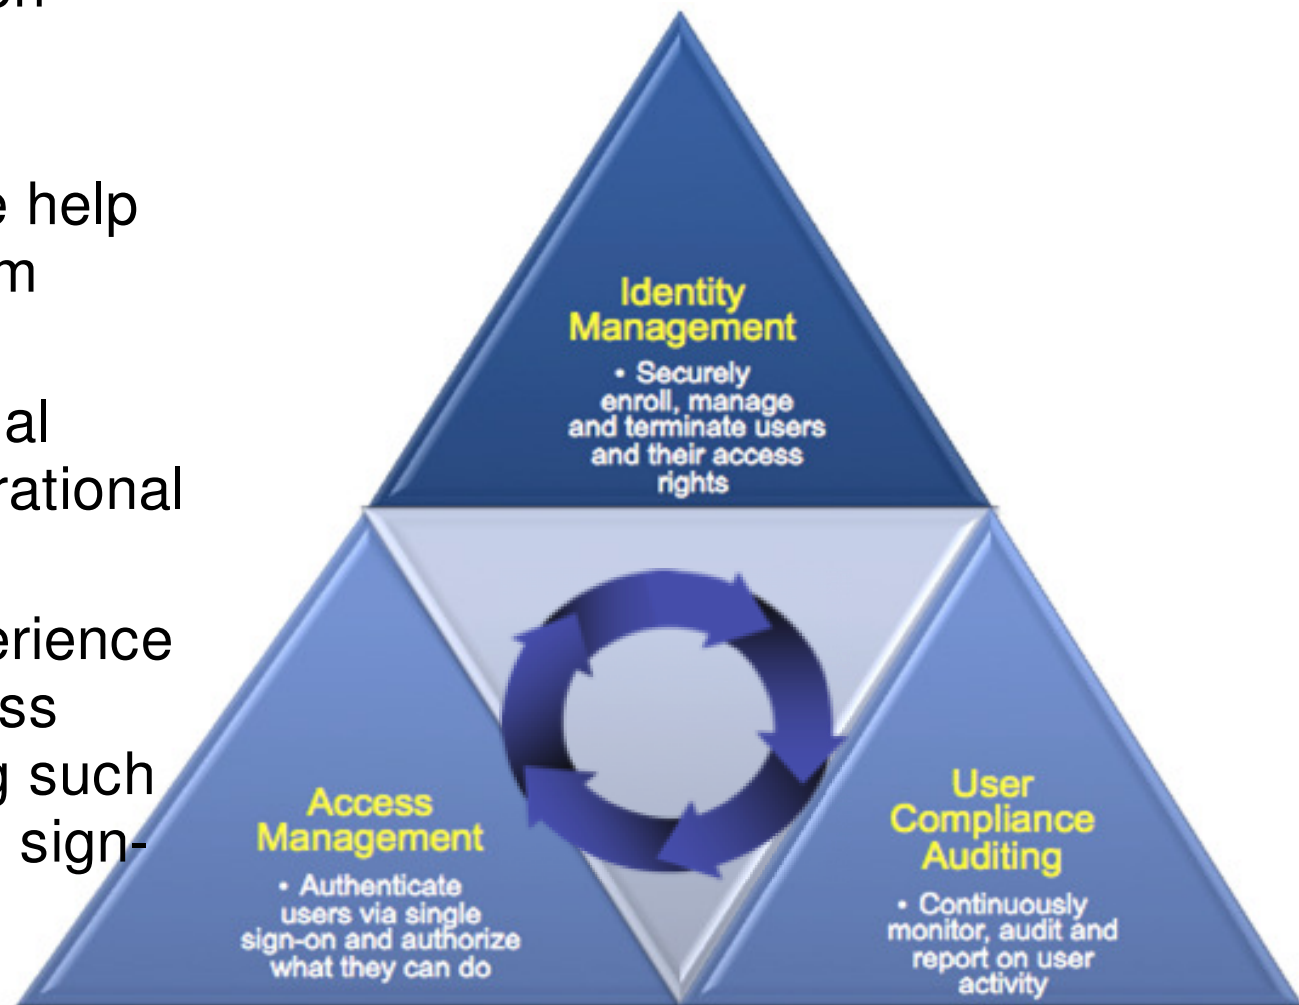 e help
m
al
rational
erience
ss
g such
sign-
Identity
Management
• Securely
enroll, manage
and terminate users
and their access
rights
Access
Management
• Authenticate
users via single
sign-on and authorize
what they can do
User
Compliance
Auditing
• Continuously
monitor, audit and
report on user
activity